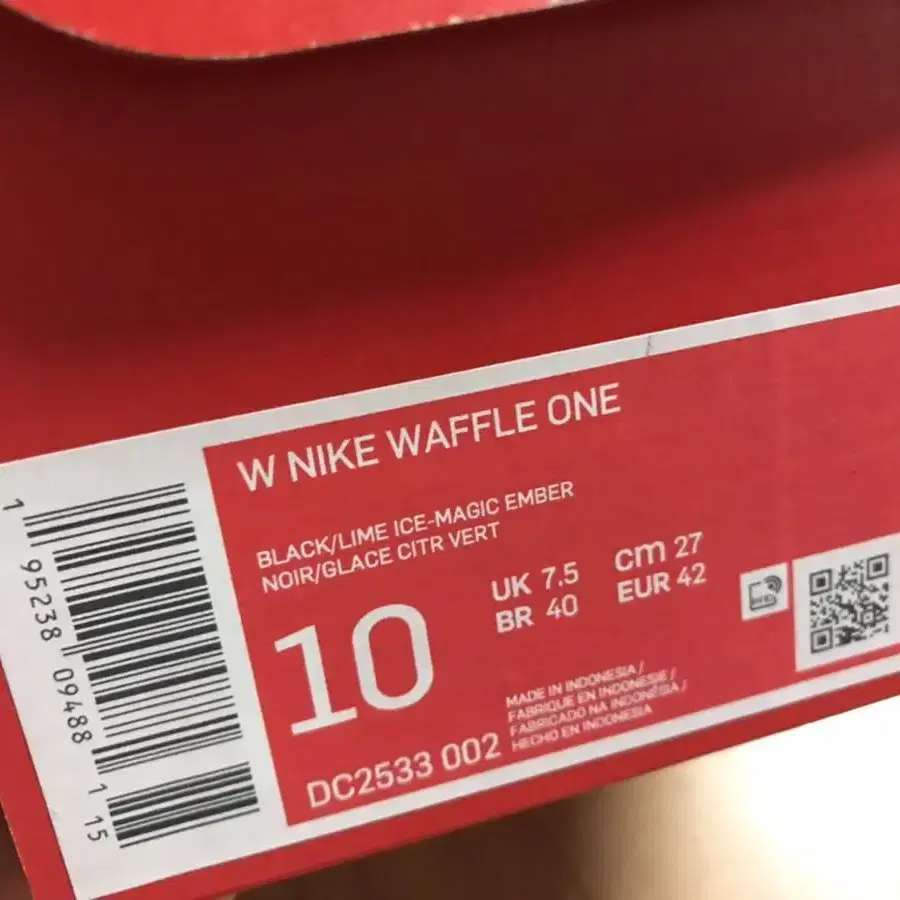 W NIKE WAFFLE ONE
BLACK/LIME ICE-MAGIC EMBER
NOIR/GLACE CITR VERT
10
UK 7.5
BR 40
cm 27
EUR 42
MADE IN INDONESIA /
FABRIQUE EN INDONESIE /
FABRICADO NA INDONÉSIA /
HECHO EN INDONESIA
DC2533 002
1 95238 09488 1
15